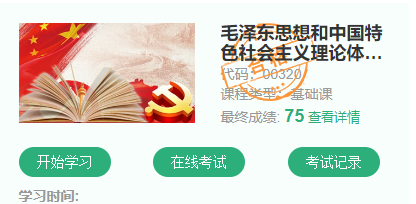 毛泽东思想和中国特
色社会主义理论体...
代码：00320
课程类型：基础课
最终成绩: 75 查看详情
合格
开始学习
在线考试
考试记录
学习时间: